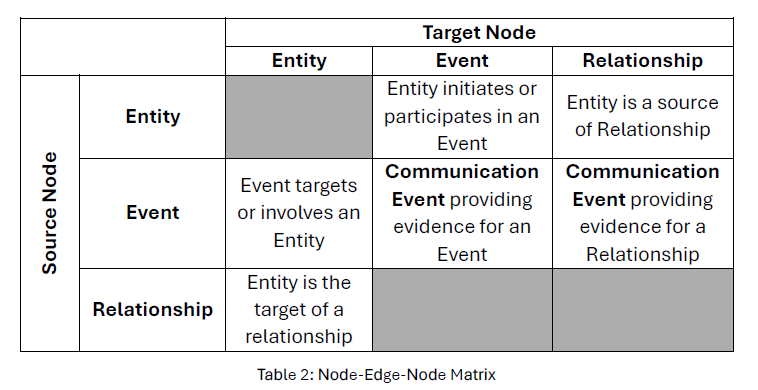 Target Node
Entity
Event
Relationship
Source Node
Entity
Entity initiates or
participates in an
Event
Entity is a source
of Relationship
Event
Event targets
or involves an
Entity
Communication
Event providing
evidence for an
Event
Communication
Event providing
evidence for a
Relationship
Relationship
Entity is the
target of a
relationship
Table 2: Node-Edge-Node Matrix